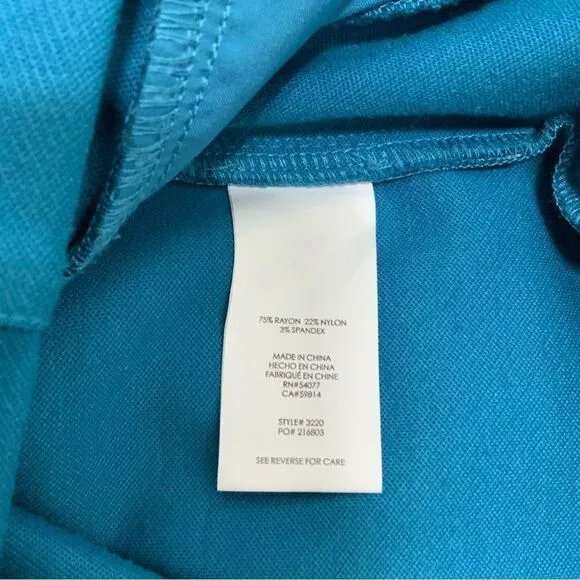 75% RAYON 22% NYLON
3% SPANDEX
MADE IN CHINA
HECHO EN CHINA
FABRIQUÉ EN CHINE
RN#54077
CA#59814
STYLE# 3220
PO# 216803
SEE REVERSE FOR CARE